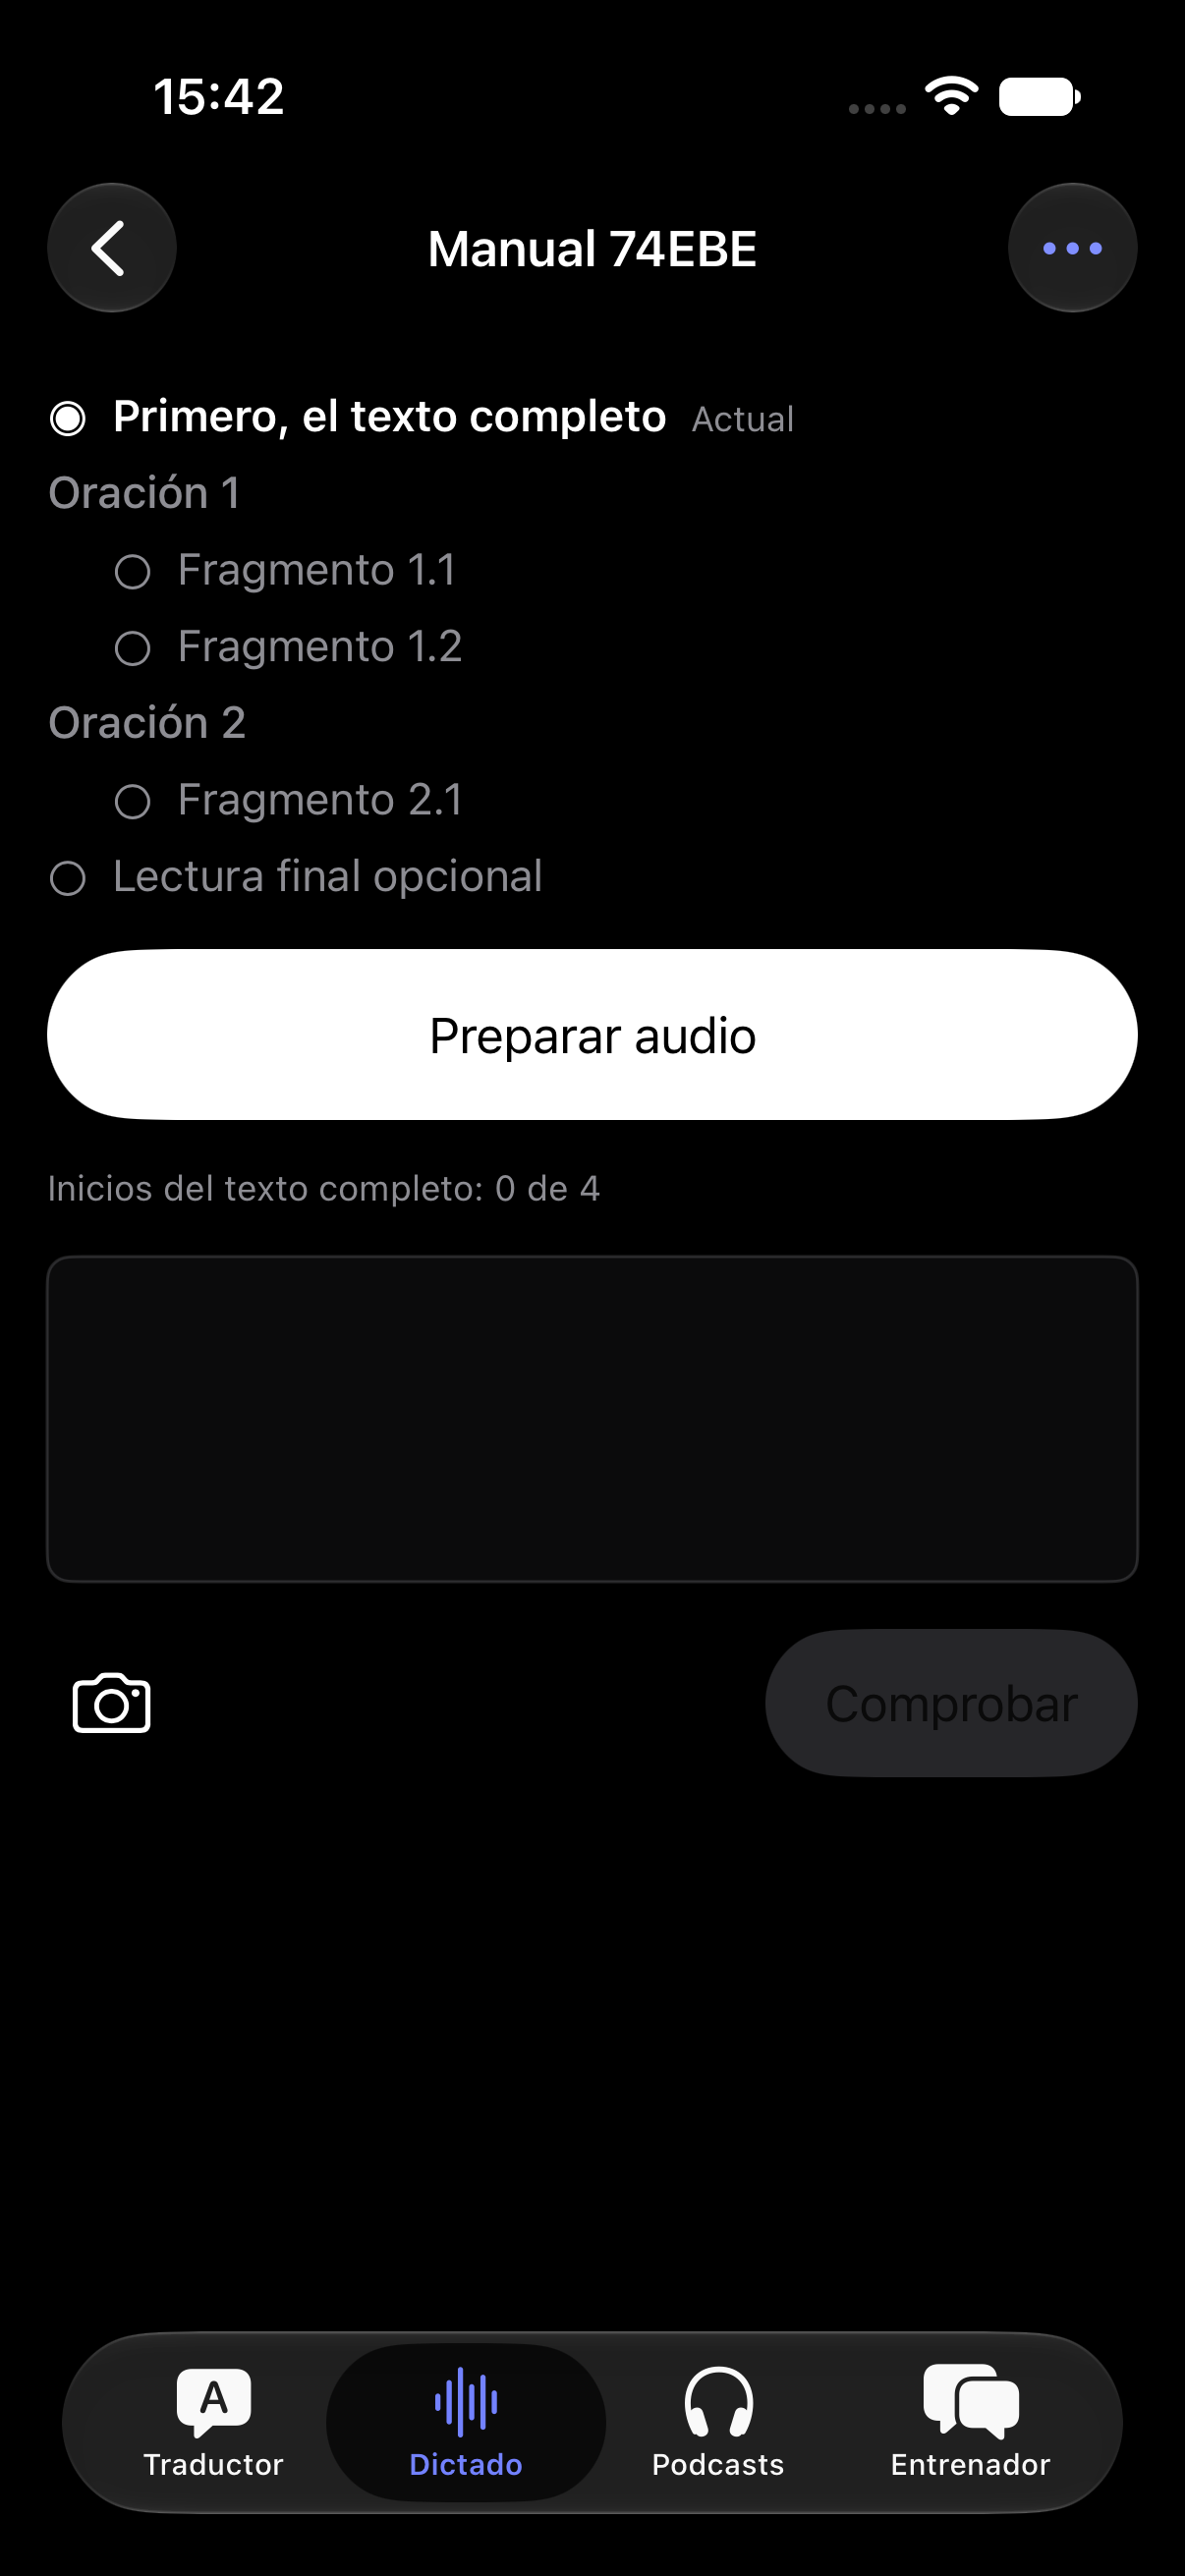 15:42
Manual 74EBE
Primero, el texto completo Actual
Oración 1
Fragmento 1.1
Fragmento 1.2
Oración 2
Fragmento 2.1
Lectura final opcional
Preparar audio
Inicios del texto completo: 0 de 4
Comprobar
A
Traductor Dictado Podcasts Entrenador